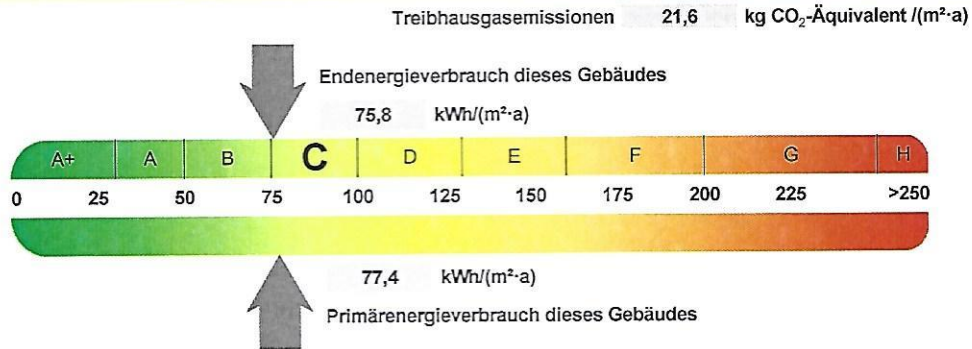 Treibhausgasemissionen 21,6 kg CO₂-Äquivalent /(m²·a)
Endenergieverbrauch dieses Gebäudes
75,8 kWh/(m²·a)
A+ A B C D E F G H
0 25 50 75 100 125 150 175 200 225 >250
77,4 kWh/(m²·a)
Primärenergieverbrauch dieses Gebäudes